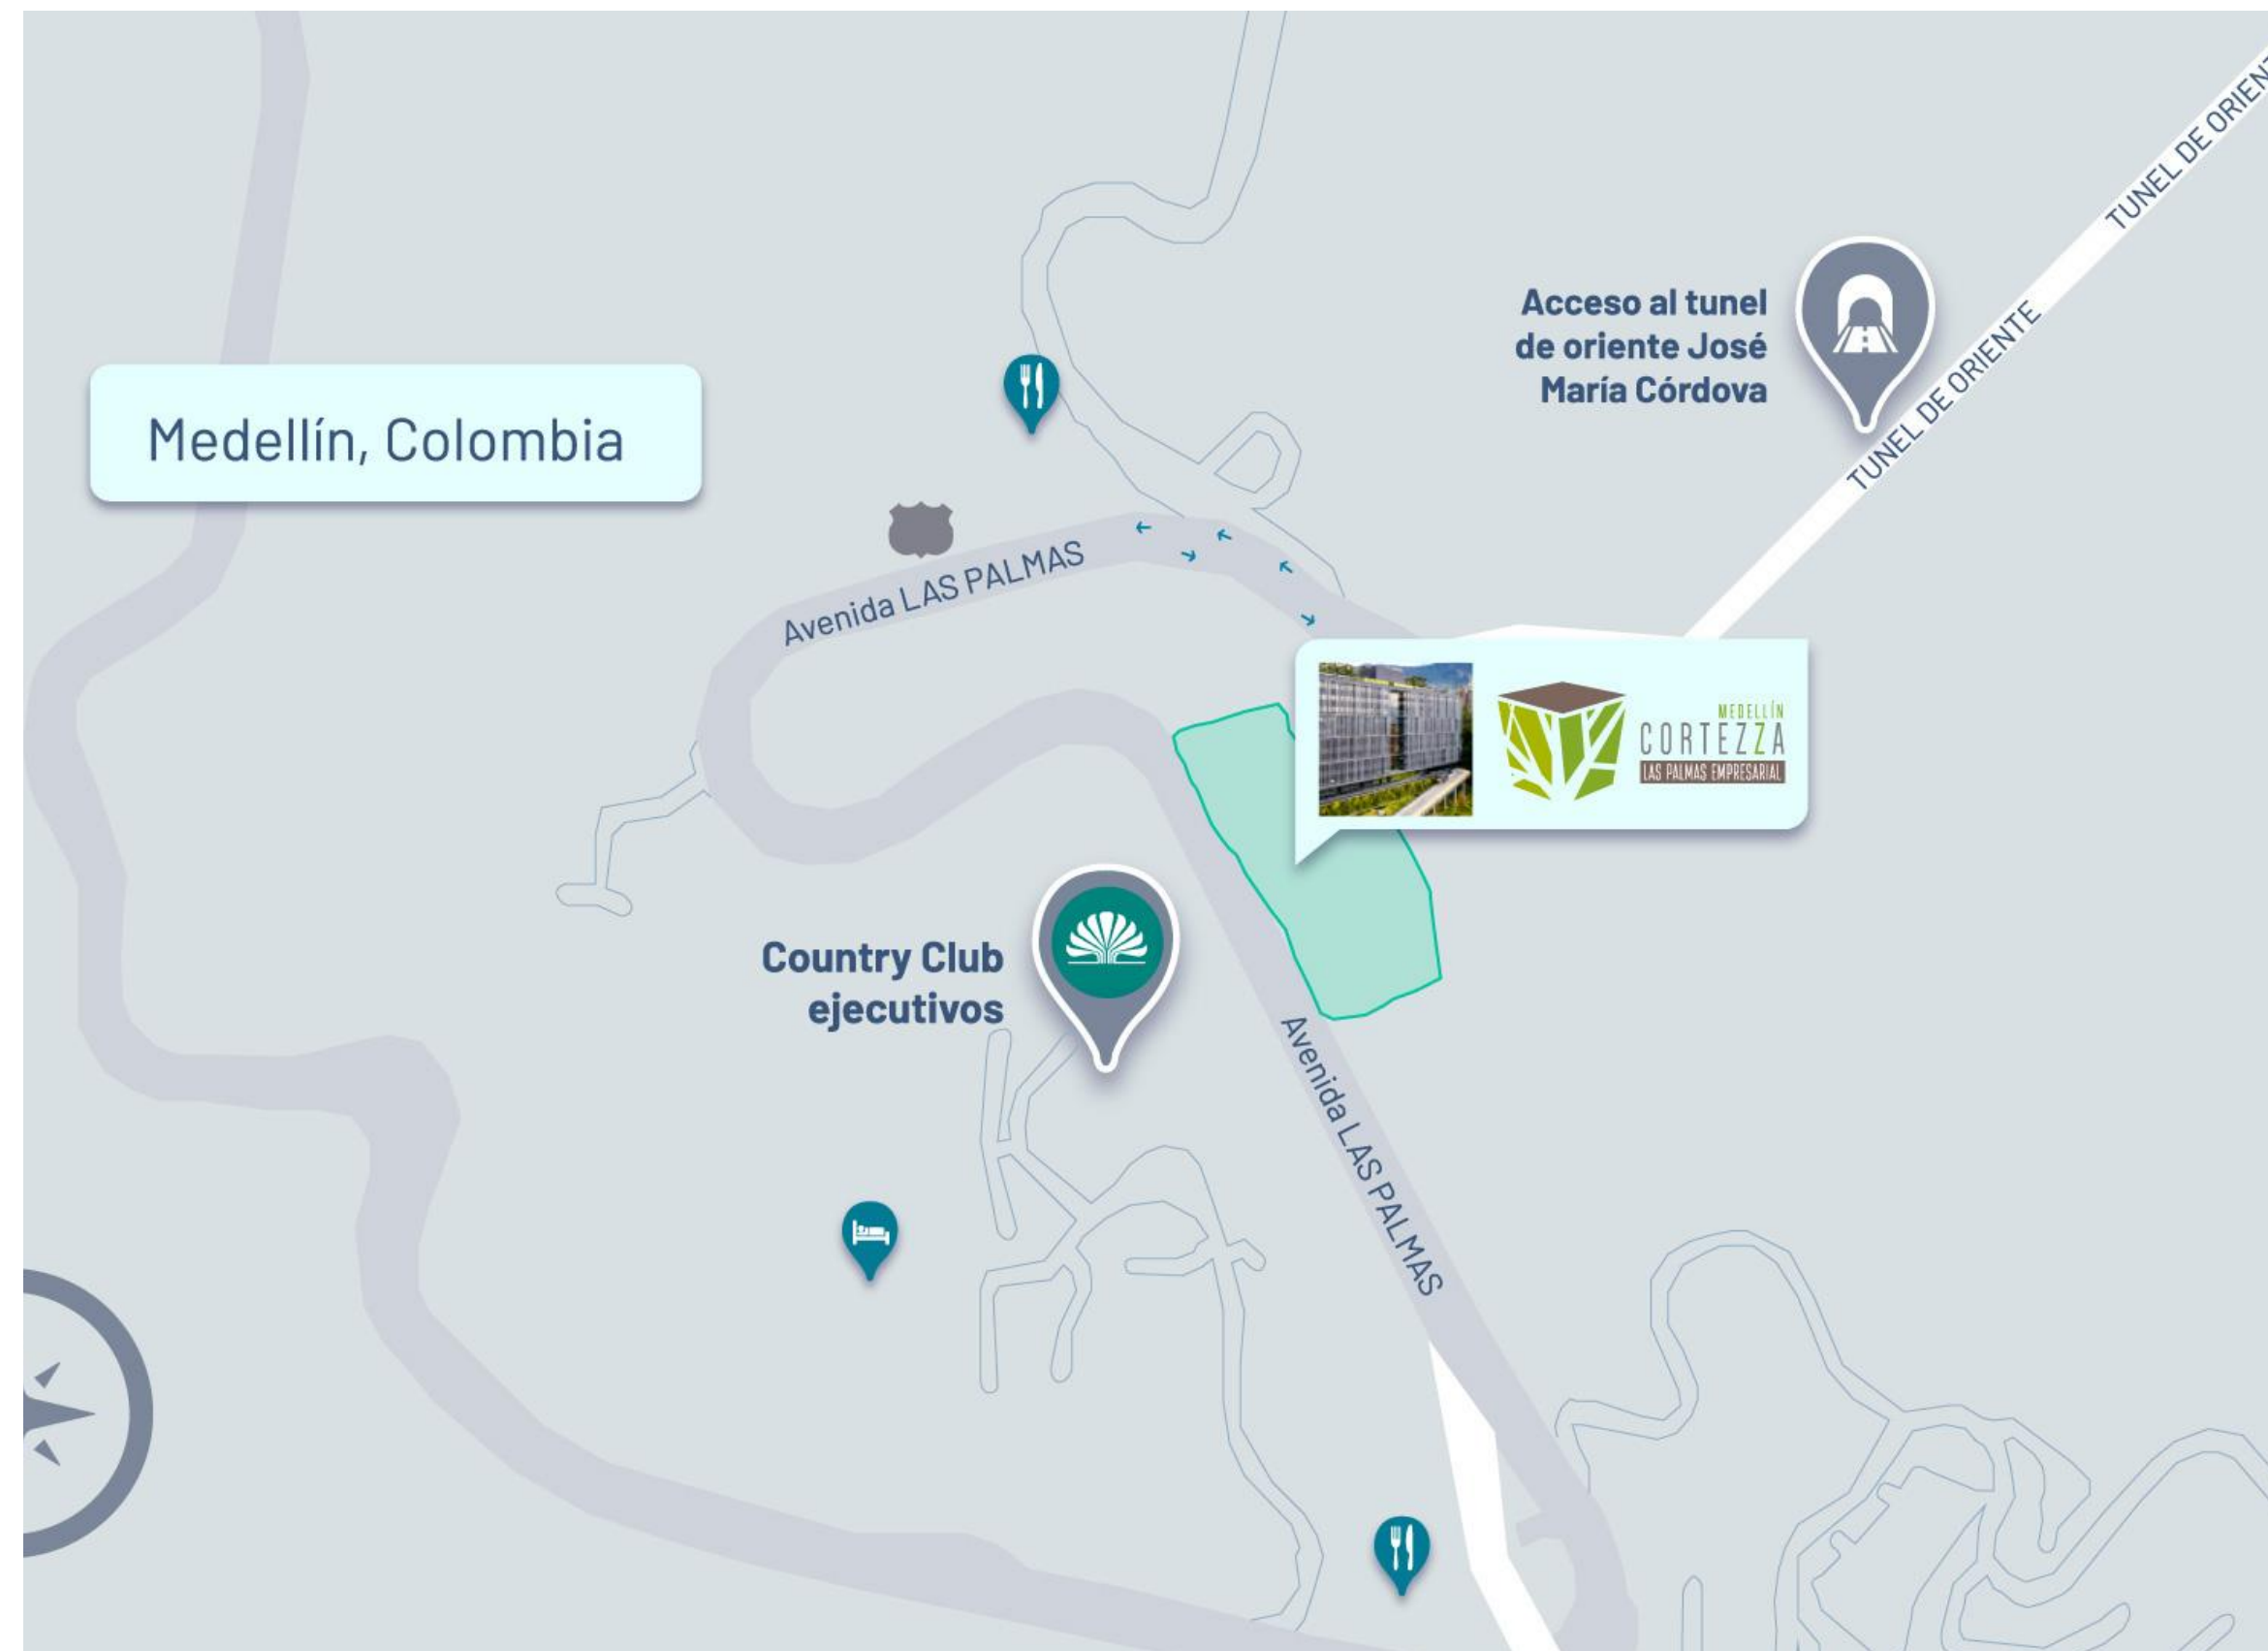 TUNEL DE ORIENT
Acceso al tunel
de oriente José
María Córdova
TUNEL DE ORIENTE
Medellín, Colombia
Avenida LAS PALMAS
MEDELLÍN
CORTEZZA
LAS PALMAS EMPRESARIAL
Country Club
ejecutivos
Avenida LAS PALMAS